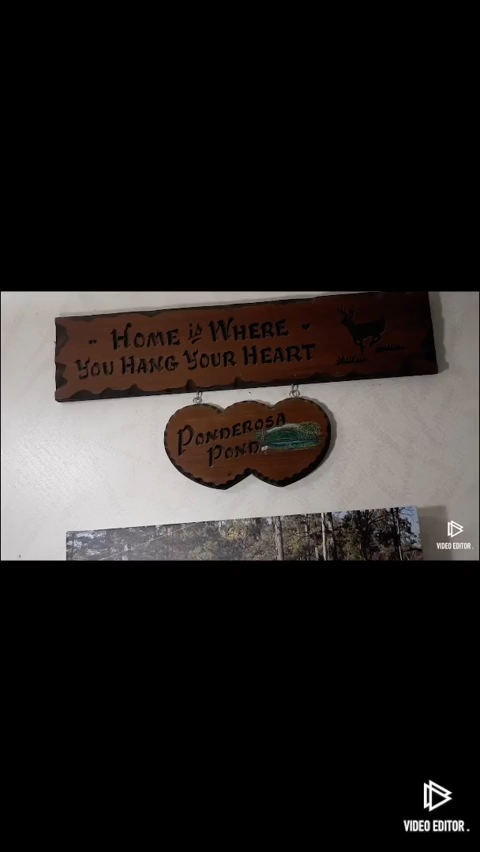 HOME is WHERE
YOU HANG YOUR HEART
PONDEROSA
POND
VIDEO EDITOR .
VIDEO EDITOR .